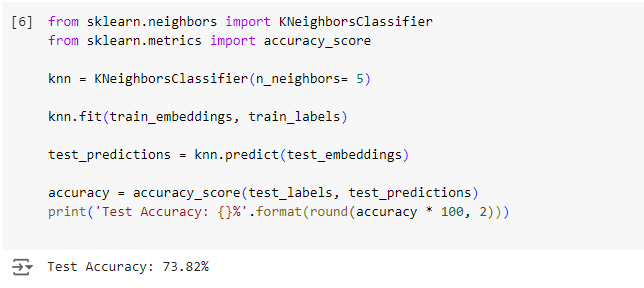 [6] from sklearn.neighbors import KNeighborsClassifier
from sklearn.metrics import accuracy_score
knn = KNeighborsClassifier(n_neighbors= 5)
knn.fit(train_embeddings, train_labels)
test_predictions = knn.predict(test_embeddings)
accuracy = accuracy_score(test_labels, test_predictions)
print('Test Accuracy: {}%'.format(round(accuracy * 100, 2)))
Test Accuracy: 73.82%